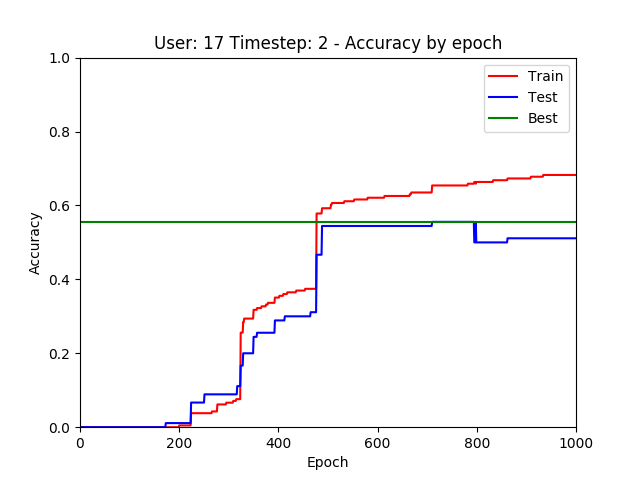 User: 17 Timestep: 2 - Accuracy by epoch
1.0
0.8
0.6
0.4
0.2
0.0
Accuracy
0 200 400 600 800 1000
Epoch
Train
Test
Best